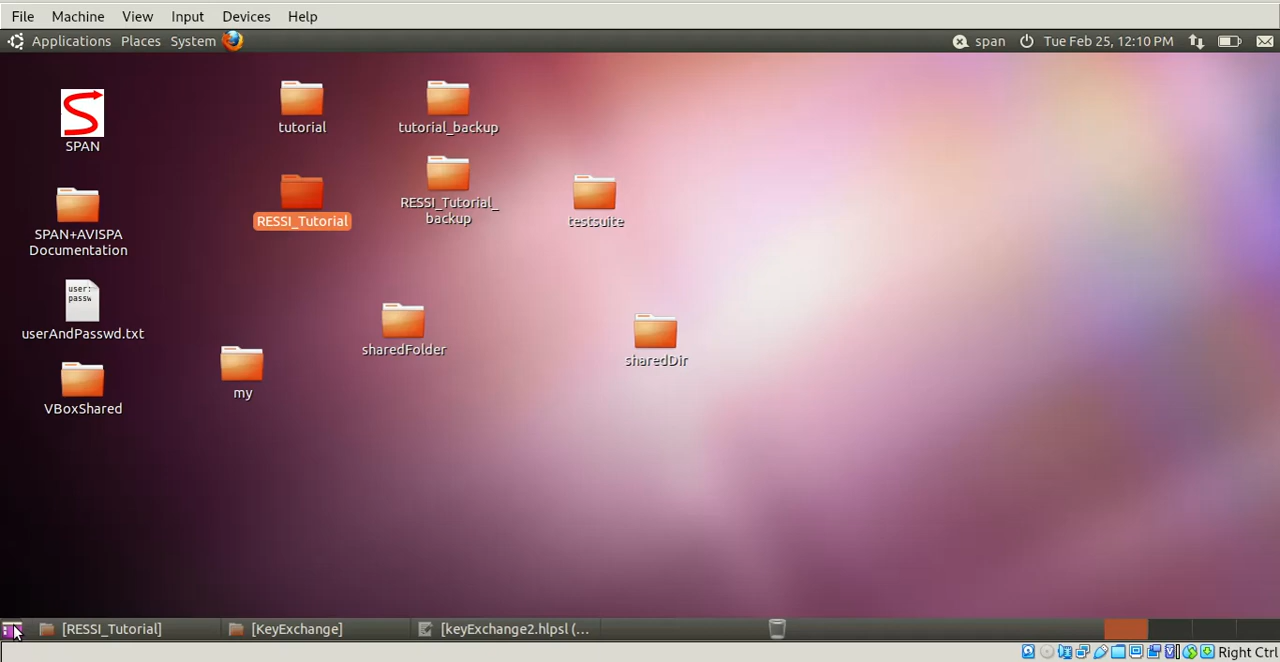 File Machine View Input Devices Help
Applications Places System span Tue Feb 25, 12:10 PM
SPAN
tutorial
tutorial_backup
RESSI_Tutorial
RESSI_Tutorial_
backup
testsuite
SPAN+AVISPA
Documentation
user:
passw
userAndPasswd.txt
sharedFolder
sharedDir
my
VBoxShared
[RESSI_Tutorial] [KeyExchange] [keyExchange2.hlpsl (...
Right Ctrl